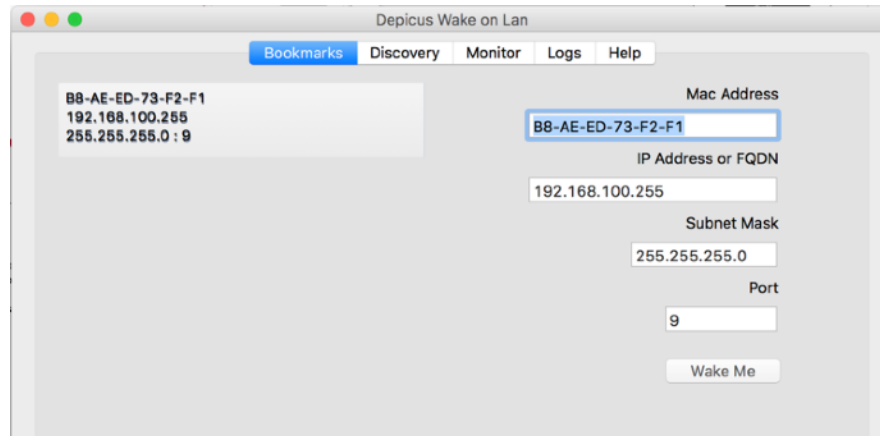 Depicus Wake on Lan
Bookmarks Discovery Monitor Logs Help
B8-AE-ED-73-F2-F1
192.168.100.255
255.255.255.0 : 9
Mac Address
B8-AE-ED-73-F2-F1
IP Address or FQDN
192.168.100.255
Subnet Mask
255.255.255.0
Port
9
Wake Me